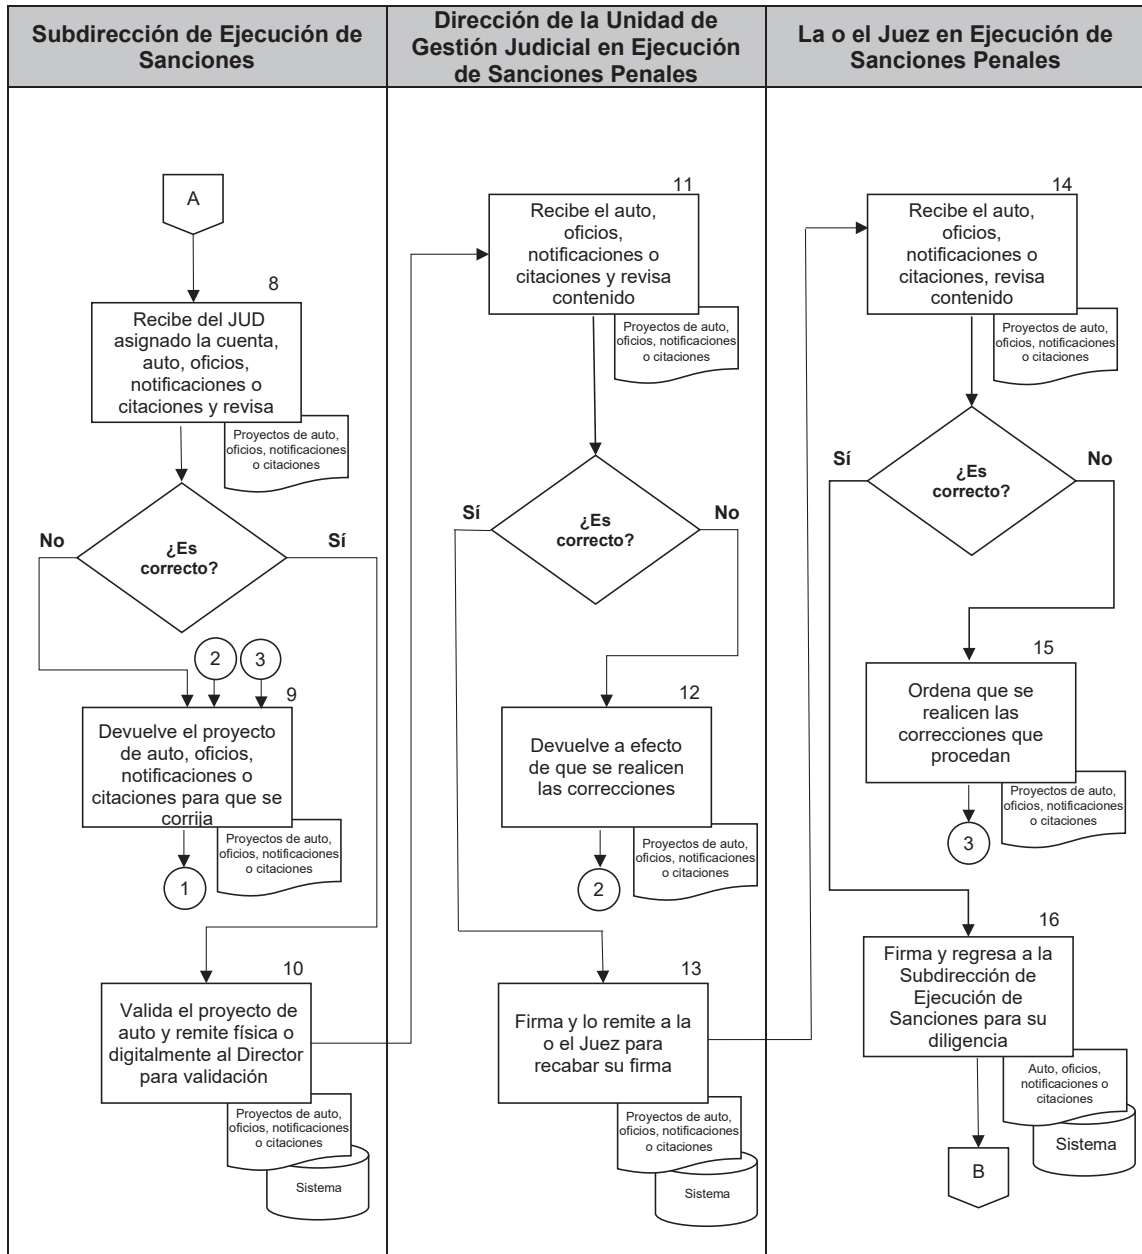 Subdirección de Ejecución de
Sanciones
Dirección de la Unidad de
Gestión Judicial en Ejecución
de Sanciones Penales
La o el Juez en Ejecución de
Sanciones Penales
A
8
Recibe del JUD
asignado la cuenta,
auto, oficios,
notificaciones o
citaciones y revisa
Proyectos de auto,
oficios, notificaciones
o citaciones
¿Es
correcto?
No
Sí
2
3
9
Devuelve el proyecto
de auto, oficios,
notificaciones o
citaciones para que se
corrija
Proyectos de auto,
oficios, notificaciones
o citaciones
1
10
Valida el proyecto de
auto y remite física o
digitalmente al Director
para validación
Proyectos de auto,
oficios, notificaciones
o citaciones
Sistema
11
Recibe el auto,
oficios,
notificaciones o
citaciones y revisa
contenido
Proyectos de auto,
oficios, notificaciones
o citaciones
Sí
¿Es
correcto?
No
12
Devuelve a efecto
de que se realicen
las correcciones
Proyectos de auto,
oficios, notificaciones
o citaciones
2
13
Firma y lo remite a la
o el Juez para
recabar su firma
Proyectos de auto,
oficios, notificaciones
o citaciones
Sistema
14
Recibe el auto,
oficios,
notificaciones o
citaciones, revisa
contenido
Proyectos de auto,
oficios, notificaciones
o citaciones
Sí
¿Es
correcto?
No
15
Ordena que se
realicen las
correcciones que
procedan
Proyectos de auto,
oficios, notificaciones
o citaciones
3
16
Firma y regresa a la
Subdirección de
Ejecución de
Sanciones para su
diligencia
Auto, oficios,
notificaciones o
citaciones
Sistema
B